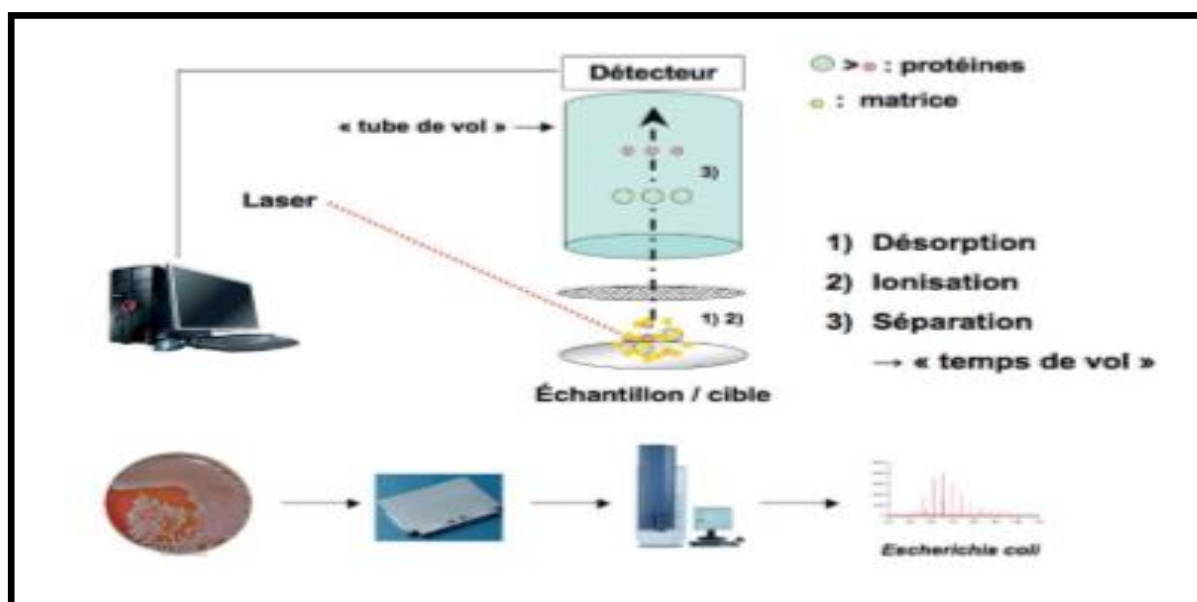 Détecteur
○ >● : protéines
○ : matrice
« tube de vol » →
3)
Laser
1) Désorption
2) Ionisation
3) Séparation
→ « temps de vol »
1) 2)
Échantillon / cible
Escherichia coli